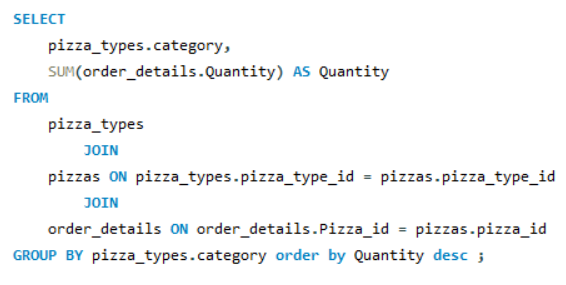 SELECT
pizza_types.category,
SUM(order_details.Quantity) AS Quantity
FROM
pizza_types
JOIN
pizzas ON pizza_types.pizza_type_id = pizzas.pizza_type_id
JOIN
order_details ON order_details.Pizza_id = pizzas.pizza_id
GROUP BY pizza_types.category order by Quantity desc ;